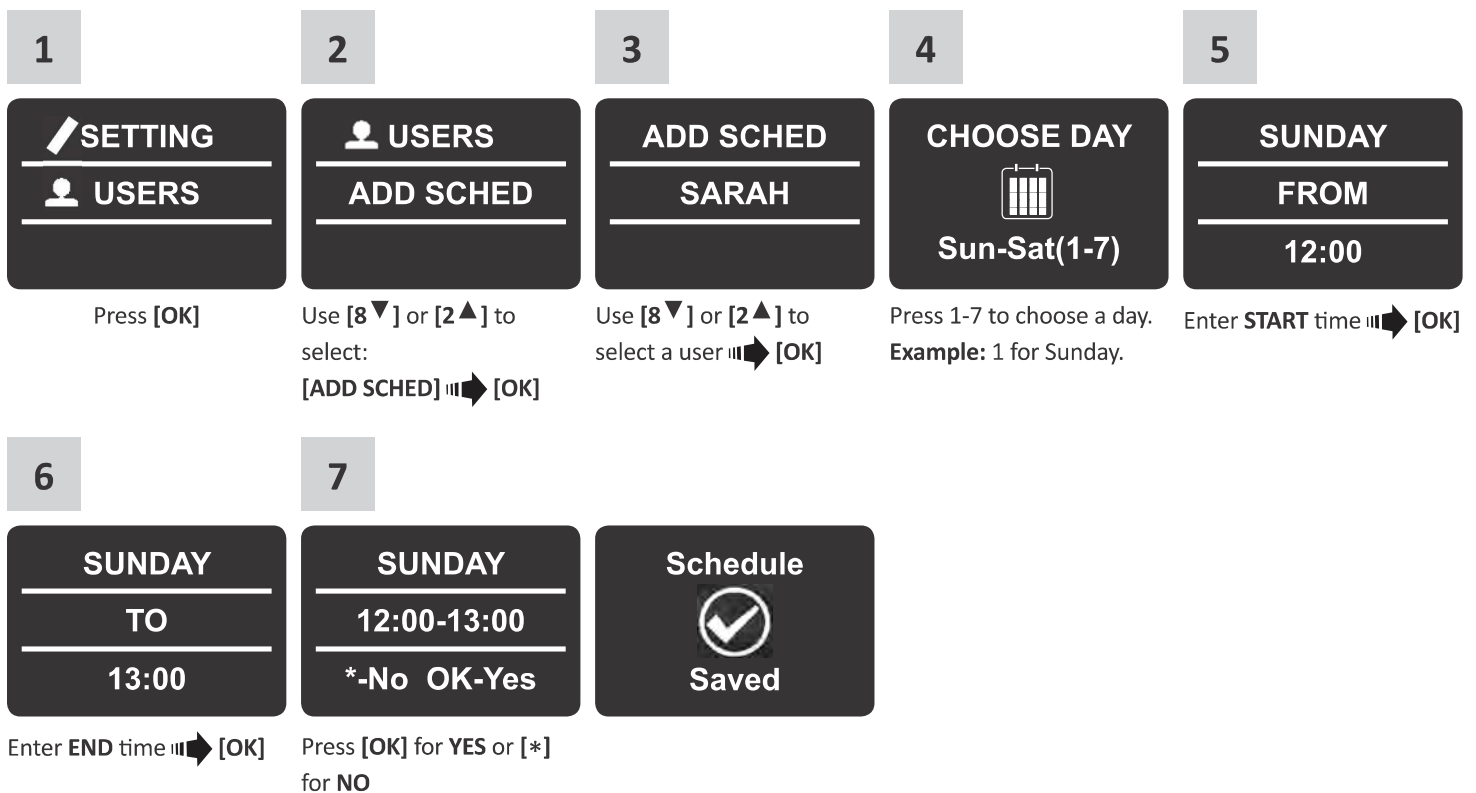 1
SETTING
USERS
Press [OK]
2
USERS
ADD SCHED
Use [8▼] or [2▲] to
select:
[ADD SCHED] [OK]
3
ADD SCHED
SARAH
Use [8▼] or [2▲] to
select a user [OK]
4
CHOOSE DAY
Sun-Sat(1-7)
Press 1-7 to choose a day.
Example: 1 for Sunday.
5
SUNDAY
FROM
12:00
Enter START time [OK]
6
SUNDAY
TO
13:00
Enter END time [OK]
7
SUNDAY
12:00-13:00
*-No OK-Yes
Press [OK] for YES or [*]
for NO
Schedule
Saved